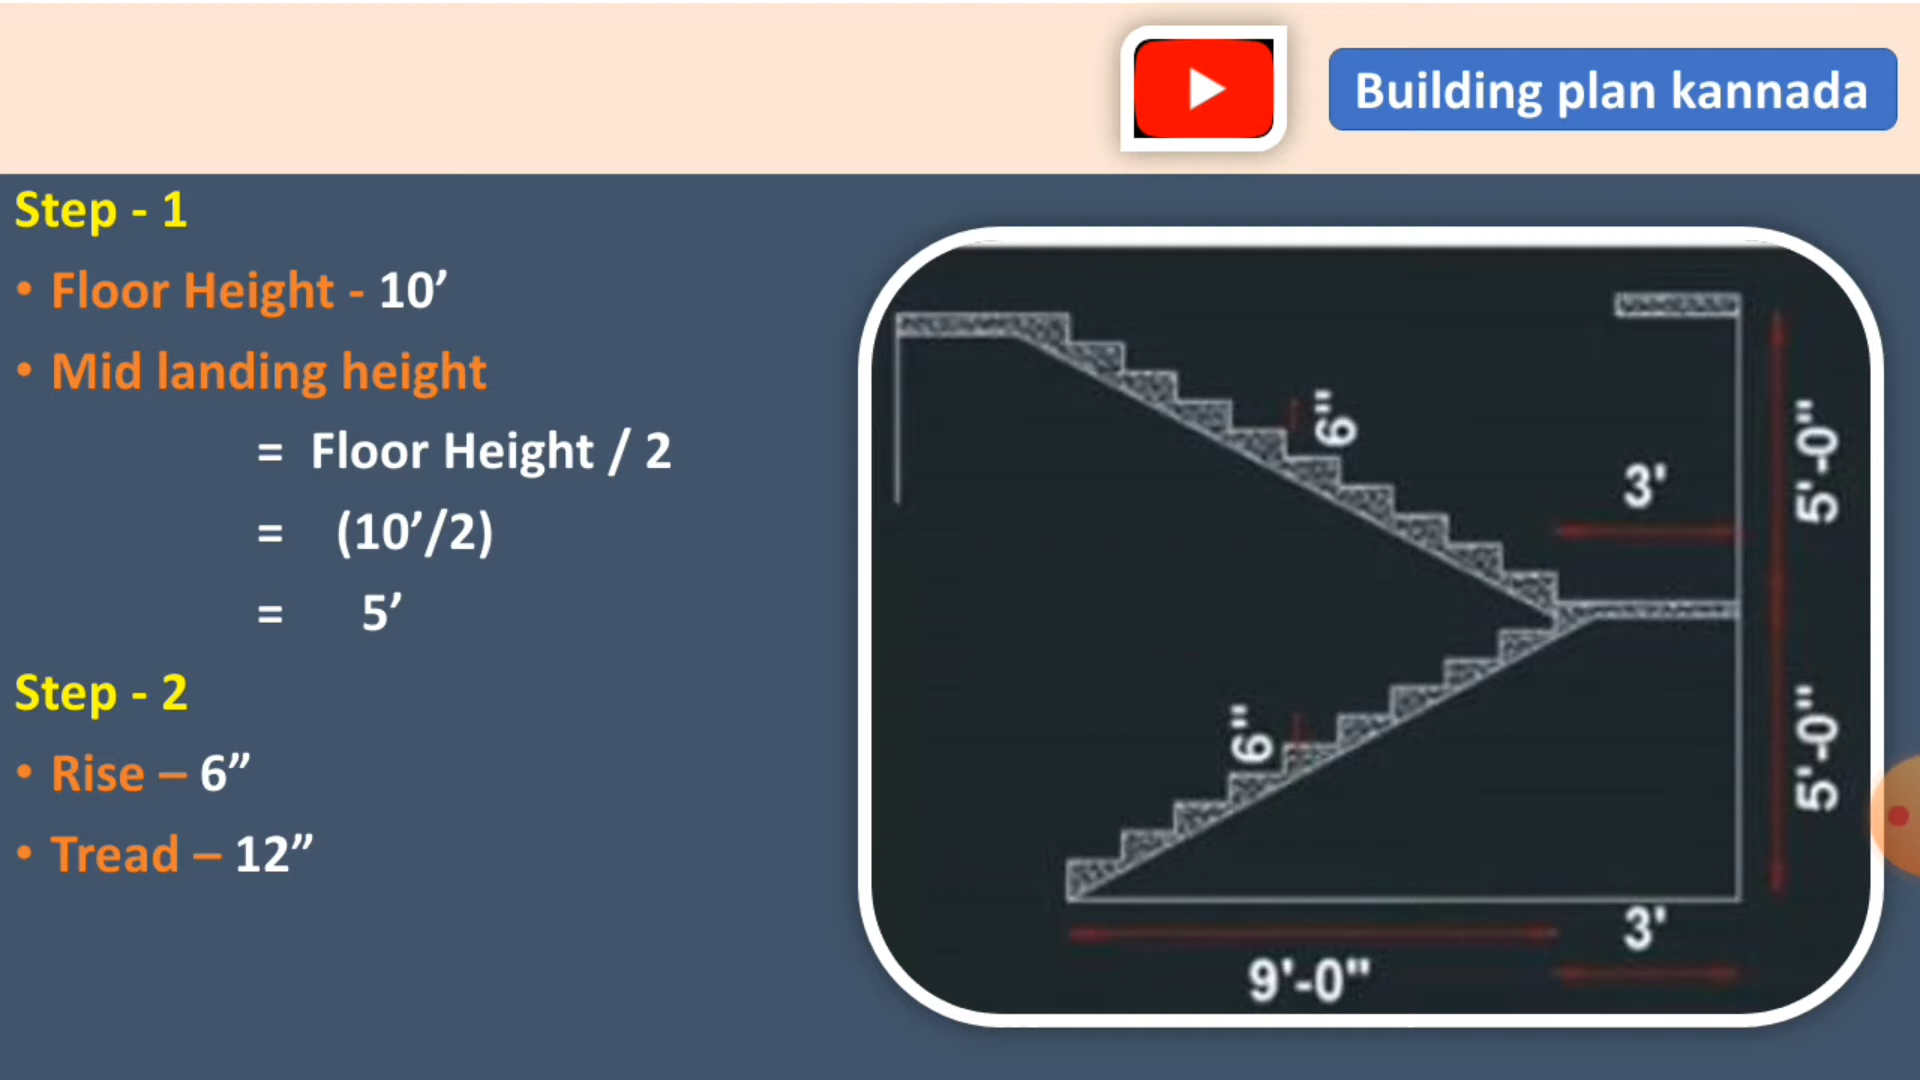 Building plan kannada
Step - 1
• Floor Height - 10’
• Mid landing height
= Floor Height / 2
= (10’/2)
= 5’
Step - 2
• Rise – 6”
• Tread – 12”
6"
3'
5'-0"
6"
5'-0"
3'
9'-0"